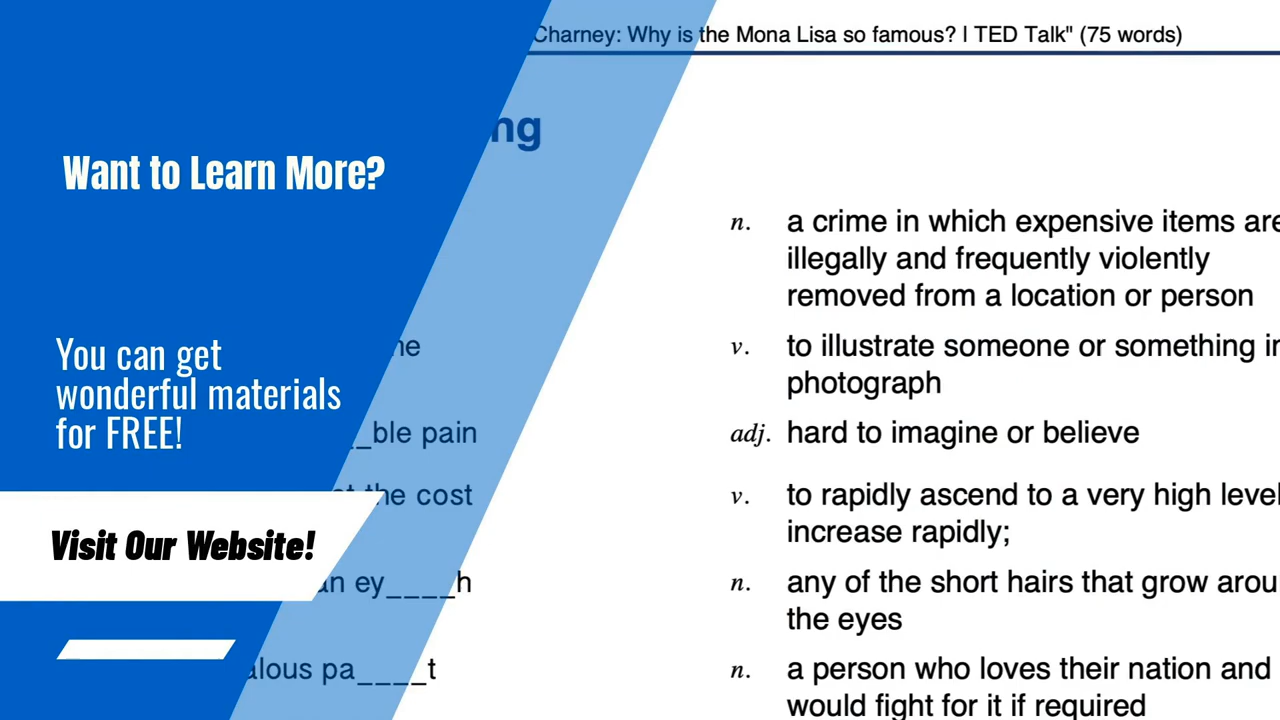 Charney: Why is the Mona Lisa so famous? | TED Talk" (75 words)
ng
Want to Learn More?
You can get
wonderful materials
for FREE!
Visit Our Website!
n. a crime in which expensive items are
illegally and frequently violently
removed from a location or person
he v. to illustrate someone or something in
photograph
_ble pain adj. hard to imagine or believe
the cost v. to rapidly ascend to a very high level
increase rapidly;
an ey____h n. any of the short hairs that grow arou
the eyes
alous pa____t n. a person who loves their nation and
would fight for it if required